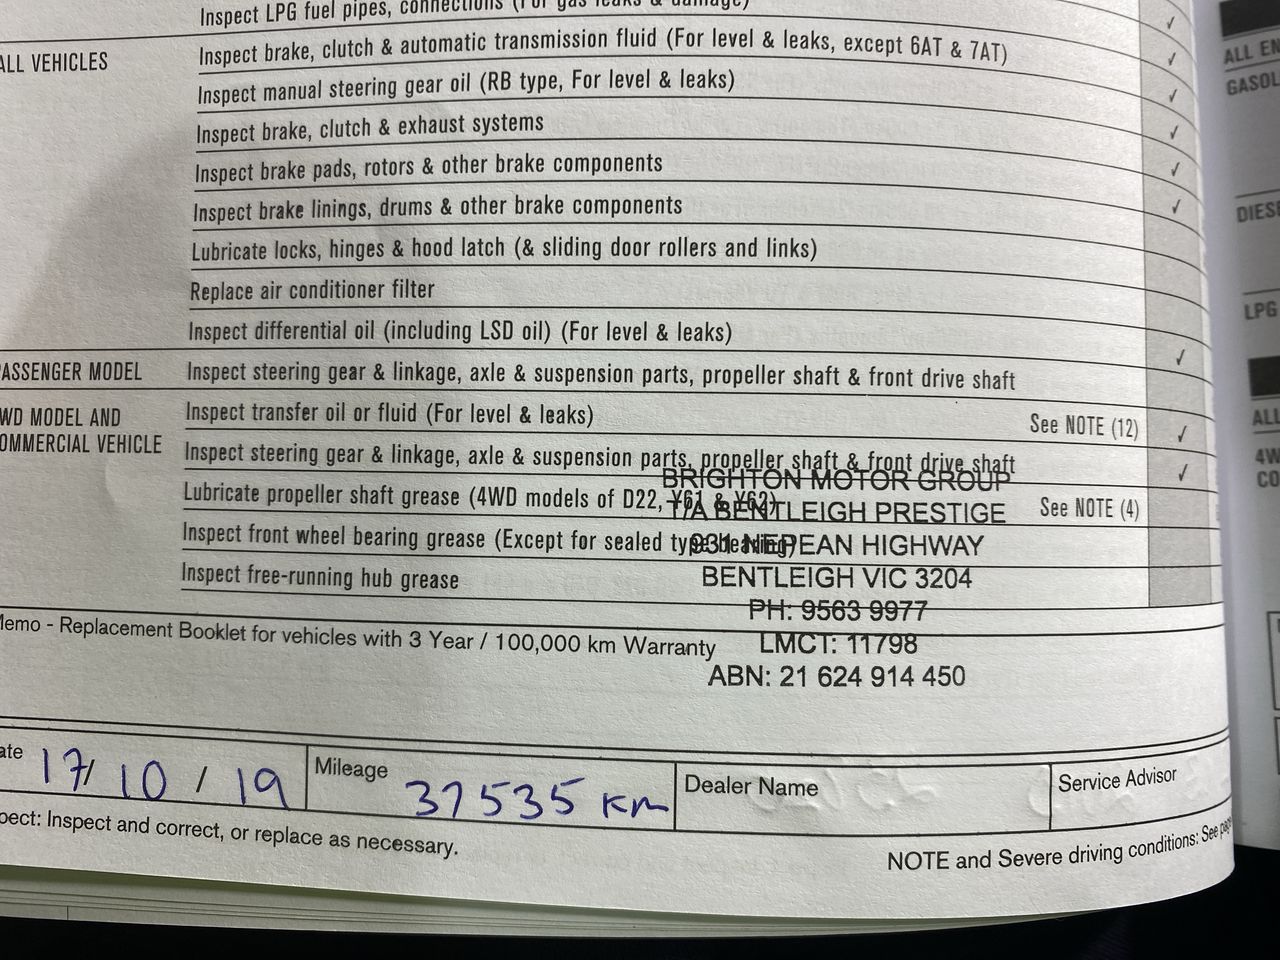 Inspect LPG fuel pipes, connections (For gas leaks & damage)
ALL VEHICLES
Inspect brake, clutch & automatic transmission fluid (For level & leaks, except 6AT & 7AT)
Inspect manual steering gear oil (RB type, For level & leaks)
Inspect brake, clutch & exhaust systems
Inspect brake pads, rotors & other brake components
Inspect brake linings, drums & other brake components
Lubricate locks, hinges & hood latch (& sliding door rollers and links)
Replace air conditioner filter
Inspect differential oil (including LSD oil) (For level & leaks)
PASSENGER MODEL
Inspect steering gear & linkage, axle & suspension parts, propeller shaft & front drive shaft
WD MODEL AND
OMMERCIAL VEHICLE
Inspect transfer oil or fluid (For level & leaks) See NOTE (12)
Inspect steering gear & linkage, axle & suspension parts, propeller shaft & front drive shaft
Lubricate propeller shaft grease (4WD models of D22, Y61 & Y62) See NOTE (4)
Inspect front wheel bearing grease (Except for sealed type bearing)
Inspect free-running hub grease
BRIGHTON MOTOR GROUP
T/A BENTLEIGH PRESTIGE
931 NEPEAN HIGHWAY
BENTLEIGH VIC 3204
PH: 9563 9977
LMCT: 11798
ABN: 21 624 914 450
Memo - Replacement Booklet for vehicles with 3 Year / 100,000 km Warranty
ate 17/ 10 / 19
Mileage 37535 km
Dealer Name
Service Advisor
pect: Inspect and correct, or replace as necessary.
NOTE and Severe driving conditions: See
ALL EN
GASOL
DIESE
LPG
ALL
4W
CO